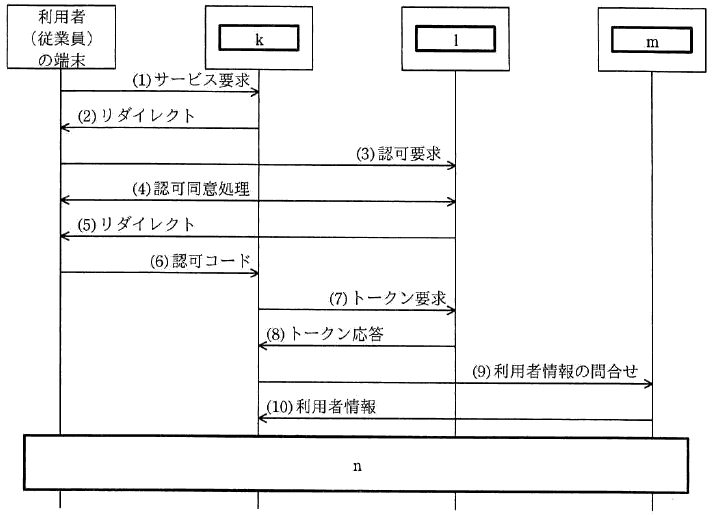 利用者
（従業員）
の端末
k
l
m
(1)サービス要求
(2)リダイレクト
(3)認可要求
(4)認可同意処理
(5)リダイレクト
(6)認可コード
(7)トークン要求
(8)トークン応答
(9)利用者情報の問合せ
(10)利用者情報
n